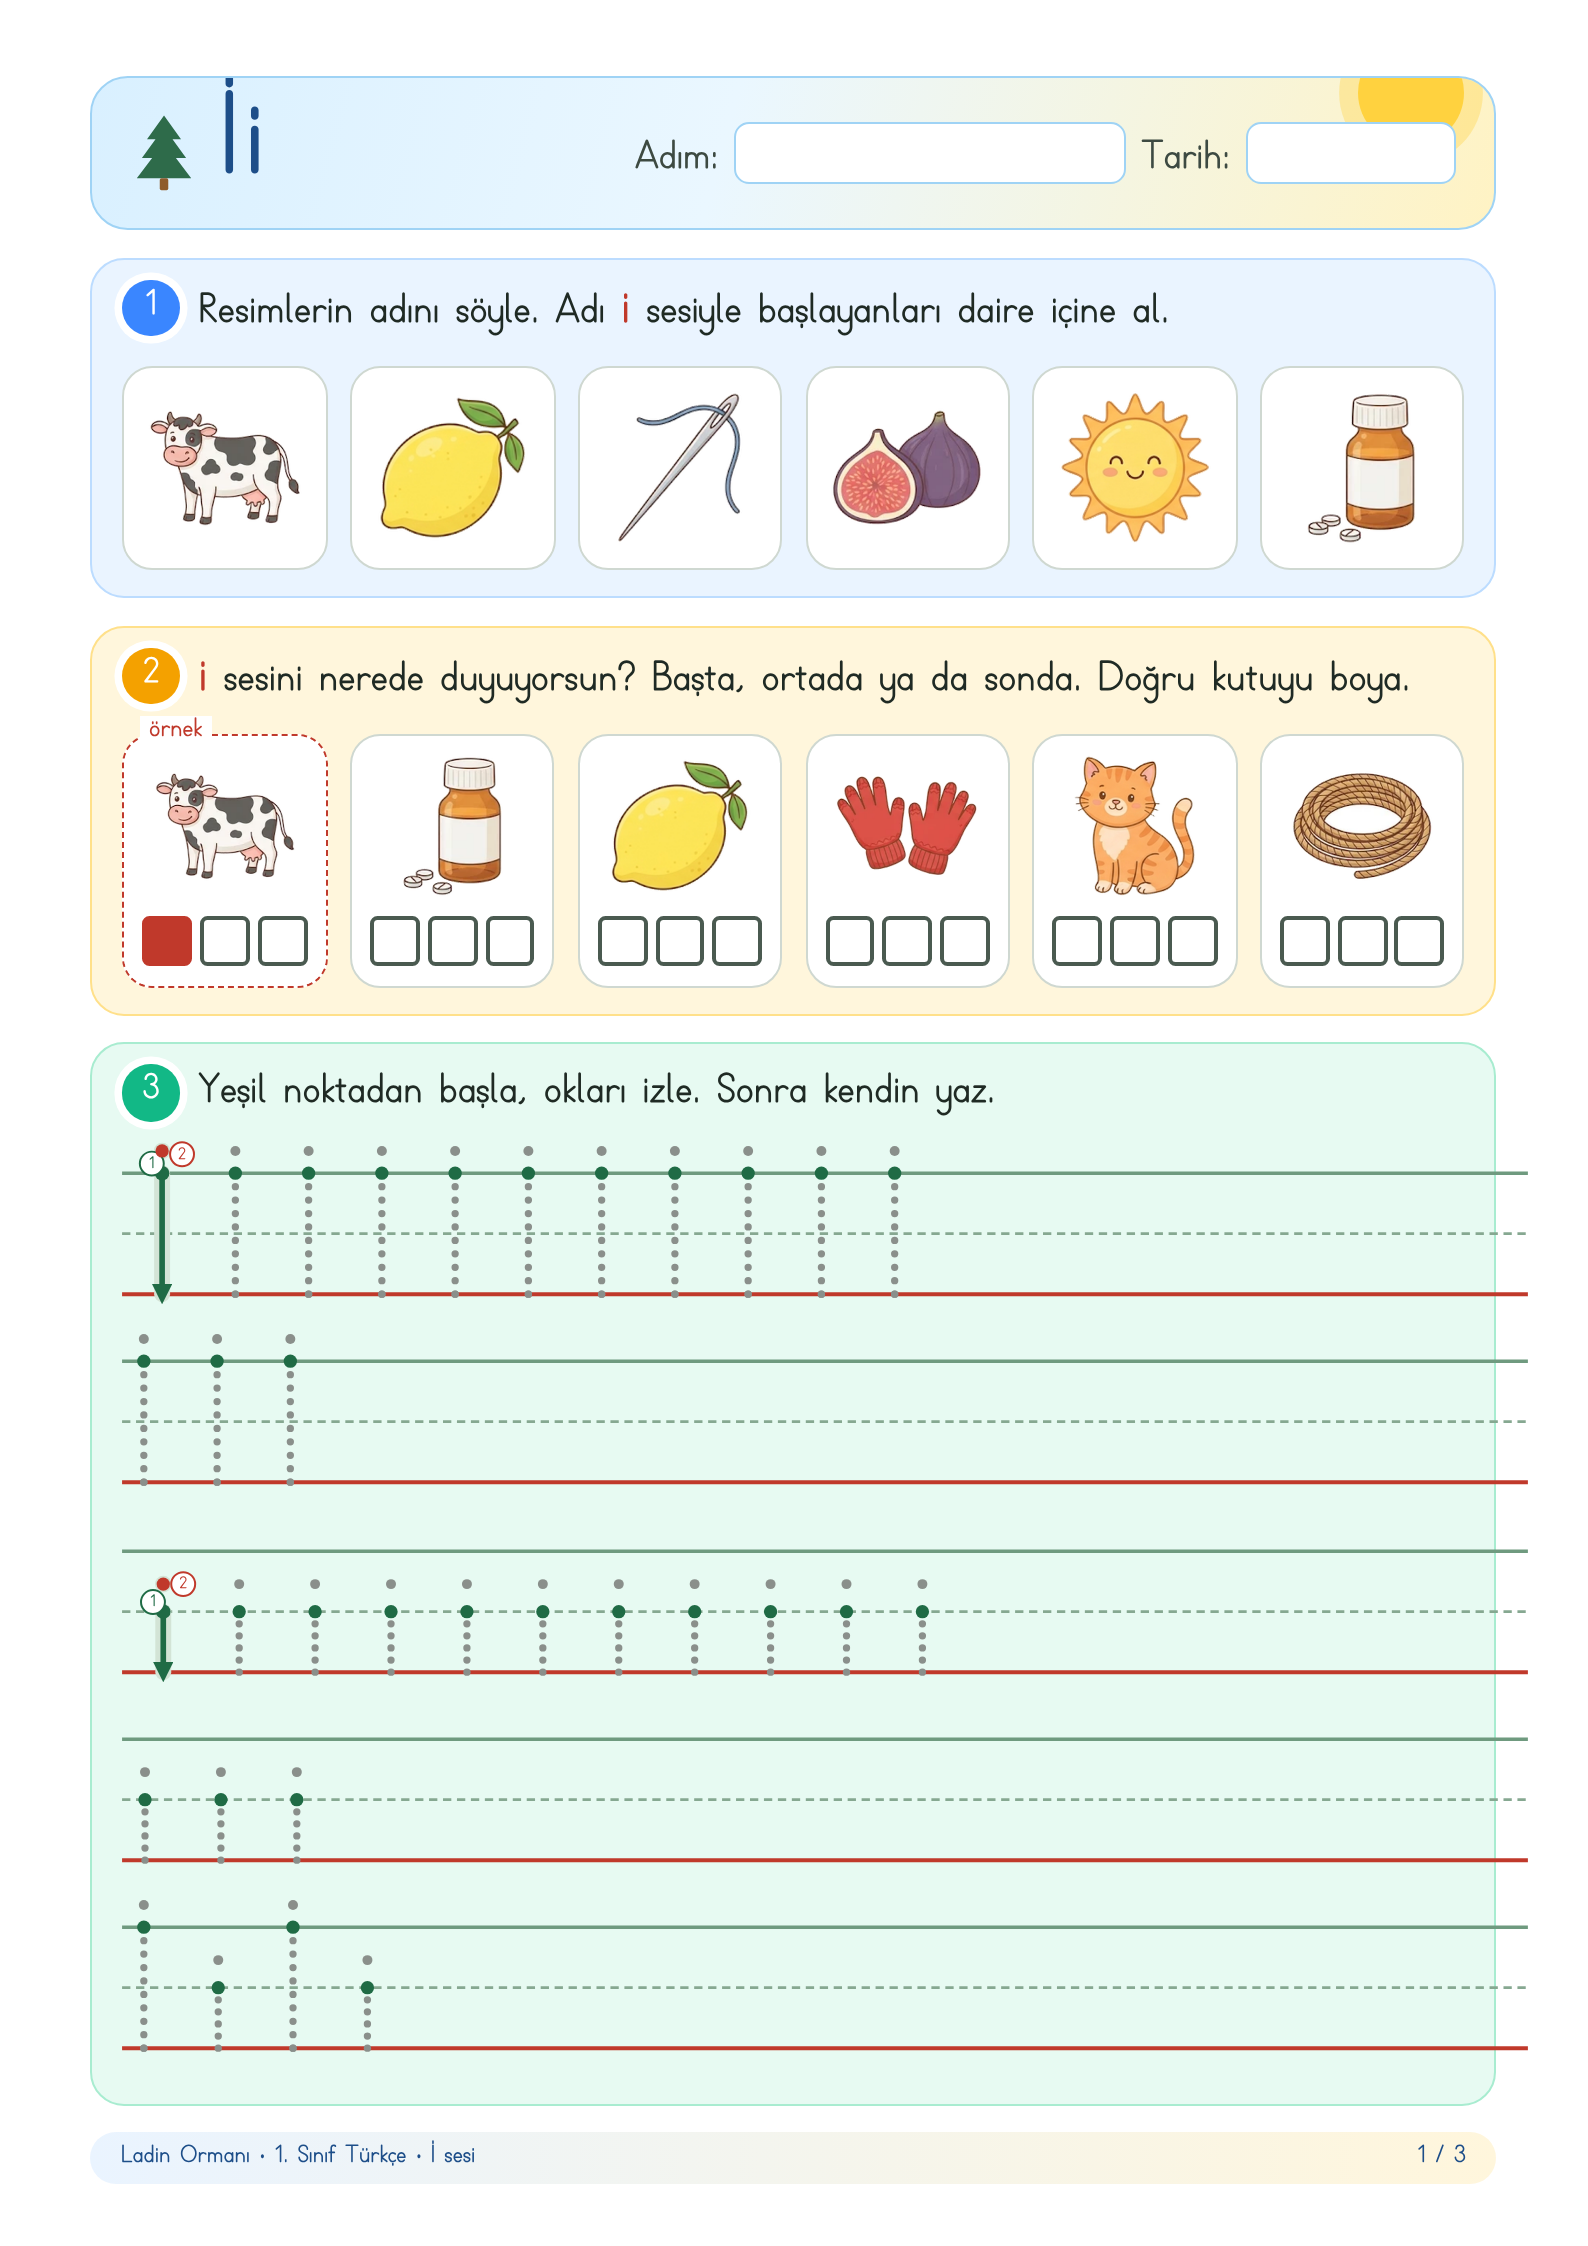 İi
Adım: Tarih:
1 Resimlerin adını söyle. Adı i sesiyle başlayanları daire içine al.
2 i sesini nerede duyuyorsun? Başta, ortada ya da sonda. Doğru kutuyu boya.
örnek
3 Yeşil noktadan başla, okları izle. Sonra kendin yaz.
1 2
1 2
Ladin Ormanı • 1. Sınıf Türkçe • İ sesi 1 / 3